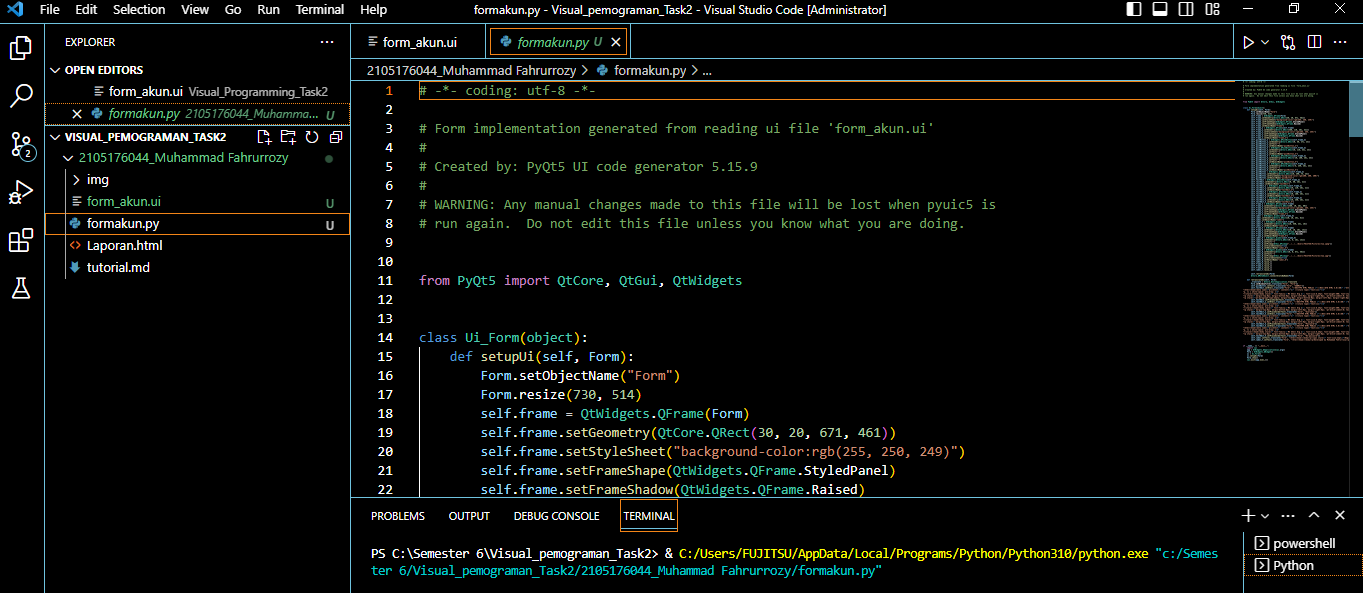 File Edit Selection View Go Run Terminal Help formakun.py - Visual_pemograman_Task2 - Visual Studio Code [Administrator]
EXPLORER ···
OPEN EDITORS
form_akun.ui Visual_Programming_Task2
formakun.py 2105176044_Muhamma... U
VISUAL_PEMOGRAMAN_TASK2
2105176044_Muhammad Fahrurrozy
img
form_akun.ui U
formakun.py U
Laporan.html
tutorial.md
2
form_akun.ui formakun.py U
2105176044_Muhammad Fahrurrozy > formakun.py > ...
1 # -*- coding: utf-8 -*-
2
3 # Form implementation generated from reading ui file 'form_akun.ui'
4 #
5 # Created by: PyQt5 UI code generator 5.15.9
6 #
7 # WARNING: Any manual changes made to this file will be lost when pyuic5 is
8 # run again.  Do not edit this file unless you know what you are doing.
9
10
11 from PyQt5 import QtCore, QtGui, QtWidgets
12
13
14 class Ui_Form(object):
15     def setupUi(self, Form):
16         Form.setObjectName("Form")
17         Form.resize(730, 514)
18         self.frame = QtWidgets.QFrame(Form)
19         self.frame.setGeometry(QtCore.QRect(30, 20, 671, 461))
20         self.frame.setStyleSheet("background-color:rgb(255, 250, 249)")
21         self.frame.setFrameShape(QtWidgets.QFrame.StyledPanel)
22         self.frame.setFrameShadow(QtWidgets.QFrame.Raised)
PROBLEMS OUTPUT DEBUG CONSOLE TERMINAL
PS C:\Semester 6\Visual_pemograman_Task2> & C:/Users/FUJITSU/AppData/Local/Programs/Python/Python310/python.exe "c:/Semes
ter 6/Visual_pemograman_Task2/2105176044_Muhammad Fahrurrozy/formakun.py"
powershell
Python